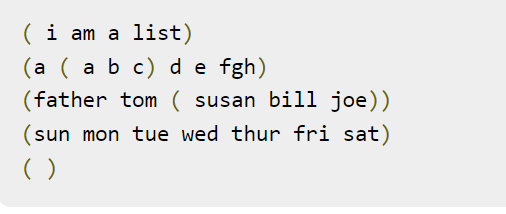 ( i am a list)
(a ( a b c) d e fgh)
(father tom ( susan bill joe))
(sun mon tue wed thur fri sat)
( )